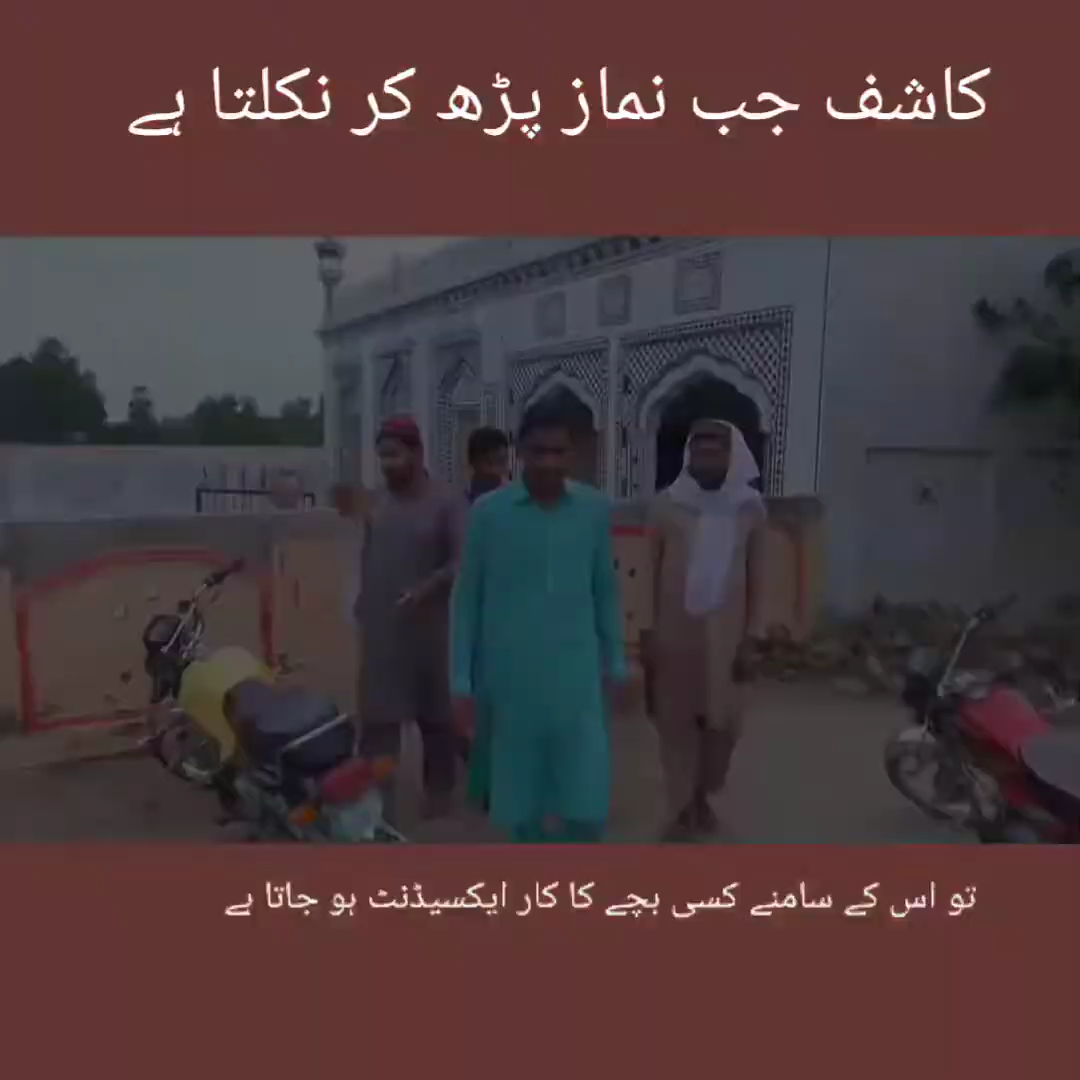 کاشف جب نماز پڑھ کر نکلتا ہے
تو اس کے سامنے کسی بچے کا کار ایکسیڈنٹ ہو جاتا ہے